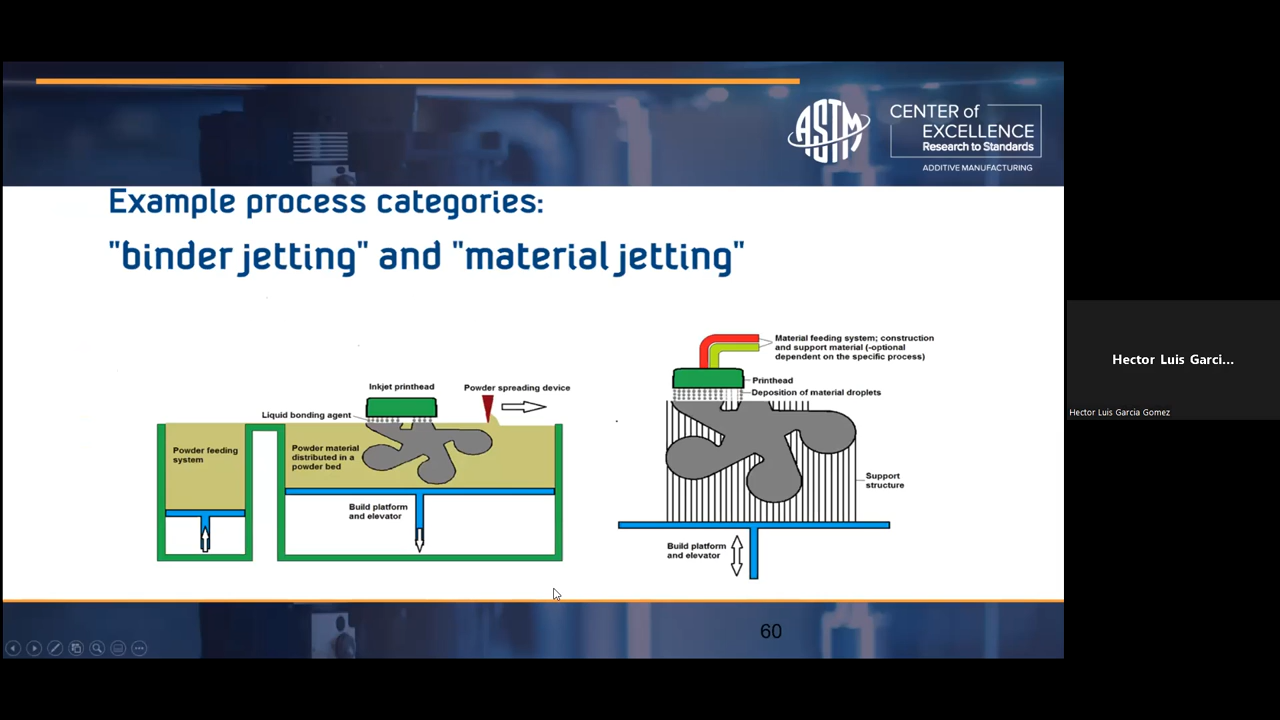 ASTM
CENTER of
EXCELLENCE
Research to Standards
ADDITIVE MANUFACTURING
Example process categories:
"binder jetting" and "material jetting"
Inkjet printhead
Powder spreading device
Liquid bonding agent
Powder feeding
system
Powder material
distributed in a
powder bed
Build platform
and elevator
Material feeding system; construction
and support material (-optional
dependent on the specific process)
Printhead
Deposition of material droplets
Support
structure
Build platform
and elevator
60
Hector Luis Garci...
Hector Luis Garcia Gomez